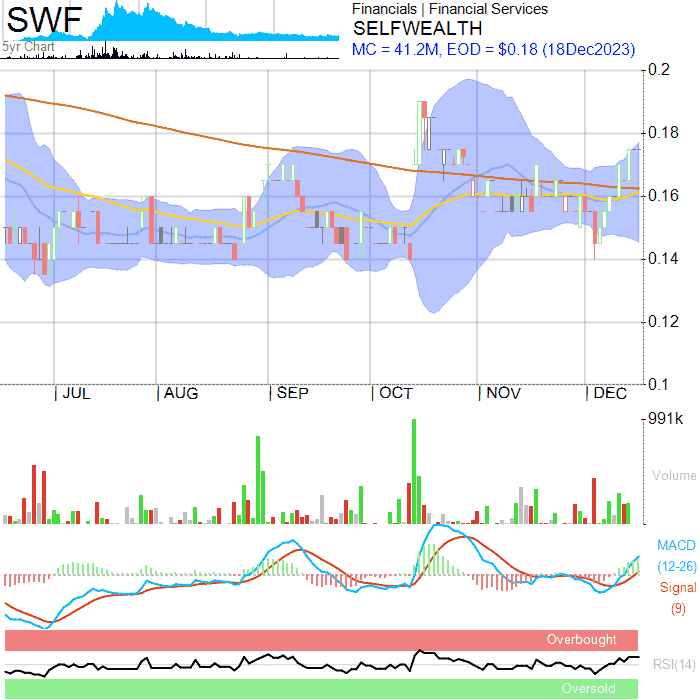 SWF
5yr Chart
Financials | Financial Services
SELFWEALTH
MC = 41.2M, EOD = $0.18 (18Dec2023)
0.2
0.18
0.16
0.14
0.12
0.1
| JUL | AUG | SEP | OCT | NOV | DEC
991k
Volume
MACD
(12-26)
Signal
(9)
Overbought
RSI(14)
Oversold